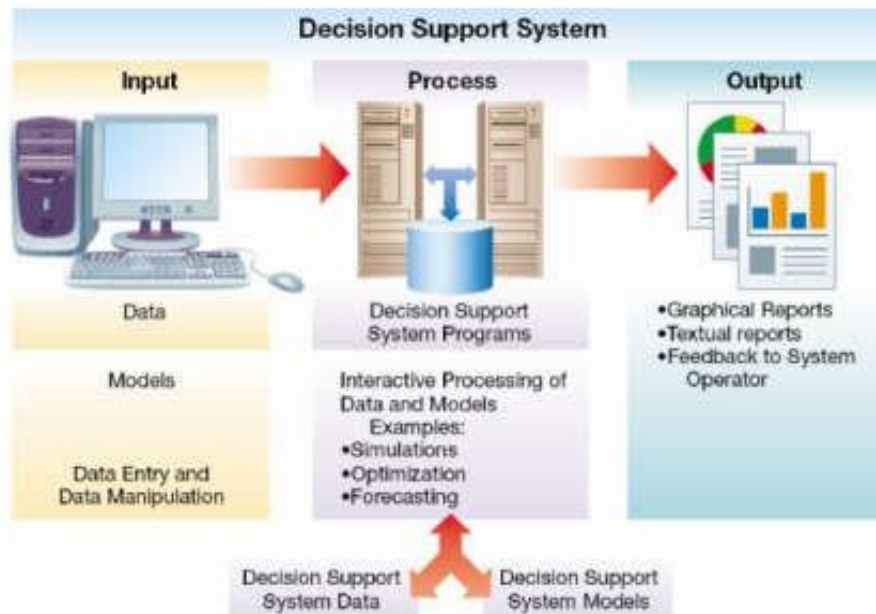 Decision Support System
Input
Process
Output
Data
Models
Data Entry and
Data Manipulation
Decision Support
System Programs
Interactive Processing of
Data and Models
Examples:
•Simulations
•Optimization
•Forecasting
•Graphical Reports
•Textual reports
•Feedback to System
Operator
Decision Support
System Data
Decision Support
System Models